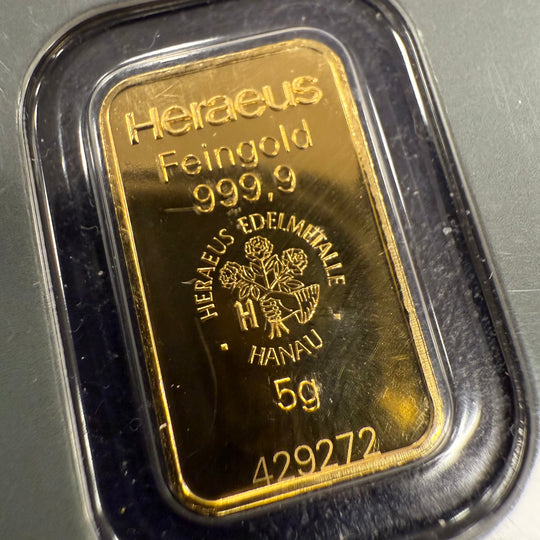 Heraeus
Feingold
999,9
HERAEUS EDELMETALLE
H
HANAU
5g
429272